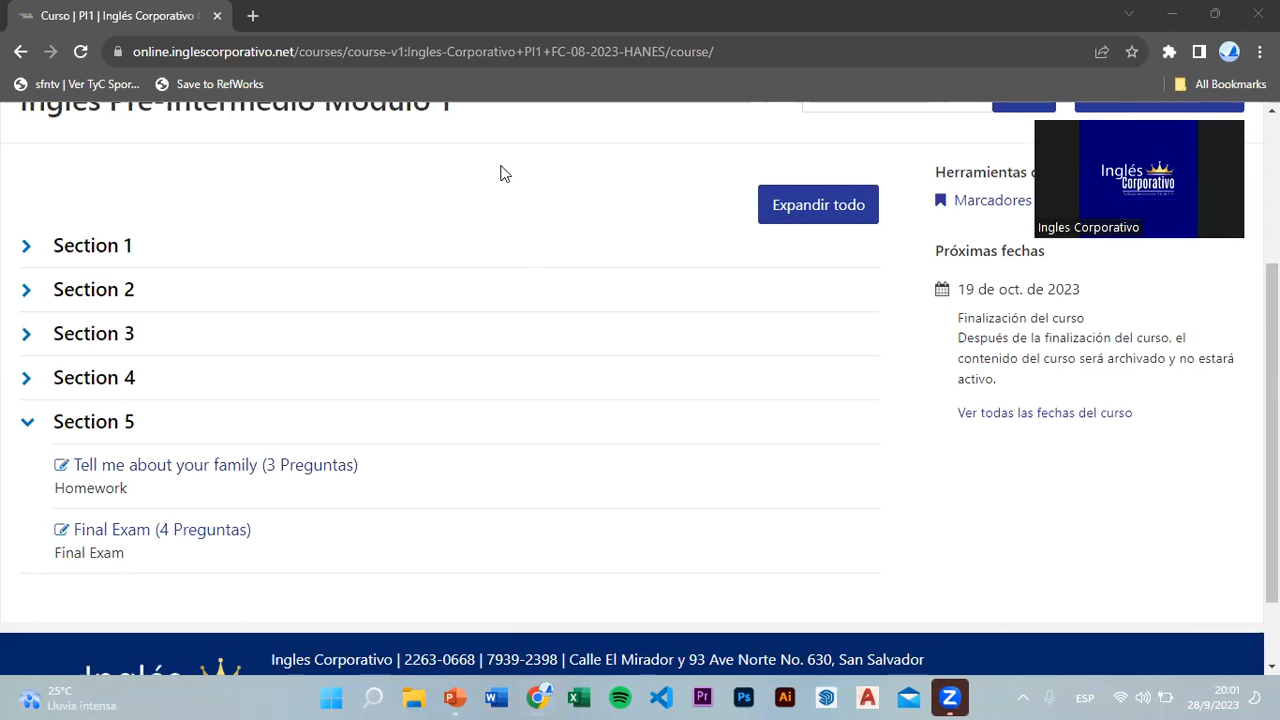 Curso | PI1 | Inglés Corporativo
online.inglescorporativo.net/courses/course-v1:Ingles-Corporativo+PI1+FC-08-2023-HANES/course/
sfntv | Ver TyC Spor...
Save to RefWorks
All Bookmarks
Inglés Pre-Intermedio Módulo 1
Expandir todo
Section 1
Section 2
Section 3
Section 4
Section 5
Tell me about your family (3 Preguntas)
Homework
Final Exam (4 Preguntas)
Final Exam
Herramientas
Marcadores
Inglés
Corporativo
Ingles Corporativo
Próximas fechas
19 de oct. de 2023
Finalización del curso
Después de la finalización del curso, el
contenido del curso será archivado y no estará
activo.
Ver todas las fechas del curso
Inglés
Ingles Corporativo | 2263-0668 | 7939-2398 | Calle El Mirador y 93 Ave Norte No. 630, San Salvador
25°C
Lluvia intensa
ESP
20:01
28/9/2023